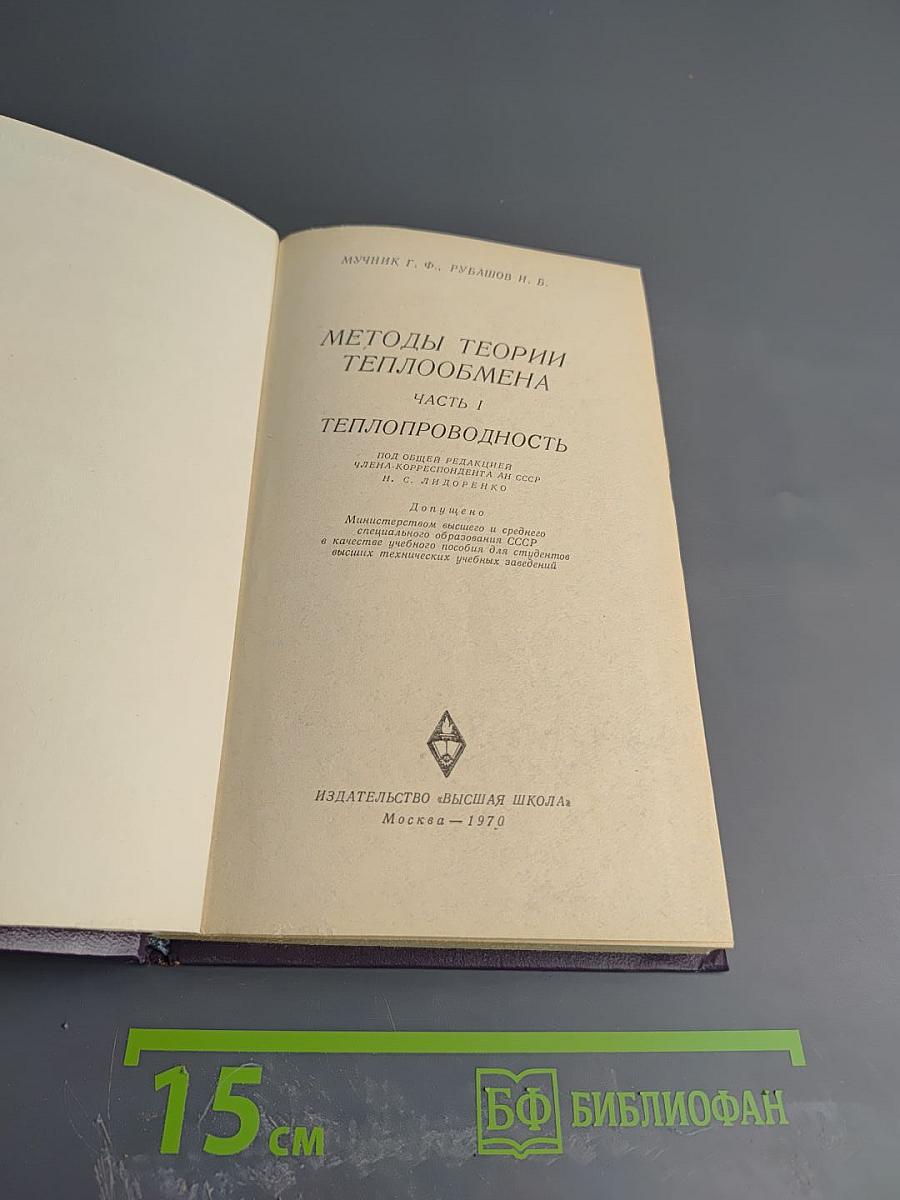 МУЧНИК Г. Ф., РУБАШОВ И. Б.
МЕТОДЫ ТЕОРИИ
ТЕПЛООБМЕНА
ЧАСТЬ I
ТЕПЛОПРОВОДНОСТЬ
ПОД ОБЩЕЙ РЕДАКЦИЕЙ
ЧЛЕНА-КОРРЕСПОНДЕНТА АН СССР
Н. С. ЛИДОРЕНКО
Допущено
Министерством высшего и среднего
специального образования СССР
в качестве учебного пособия для студентов
высших технических учебных заведений
ИЗДАТЕЛЬСТВО «ВЫСШАЯ ШКОЛА»
Москва — 1970
15 см
БФ БИБЛИОФАН